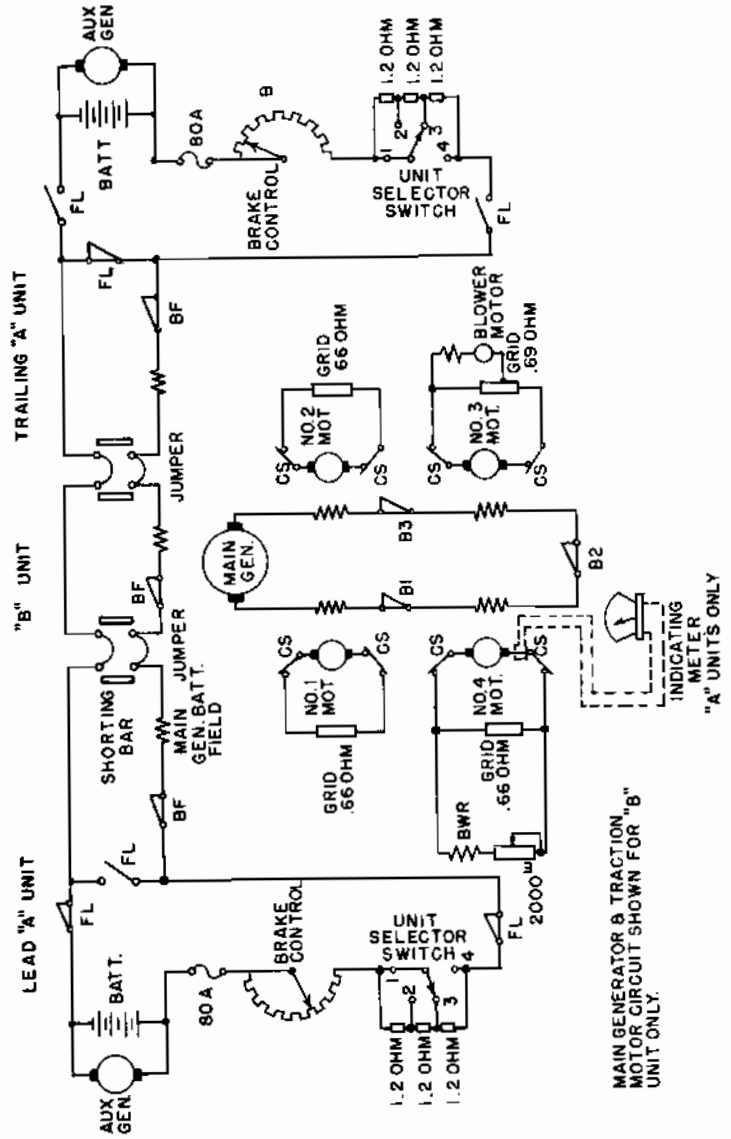 LEAD "A" UNIT
"B" UNIT
TRAILING "A" UNIT
AUX
GEN.
BATT.
FL
FL
80A
BRAKE
CONTROL
UNIT
SELECTOR
SWITCH
1
2
3
4
1.2 OHM
1.2 OHM
1.2 OHM
FL
BF
SHORTING
BAR
MAIN
GEN. BATT.
FIELD
JUMPER
BF
JUMPER
BF
FL
FL
BATT
AUX
GEN
80A
B
BRAKE
CONTROL
UNIT
SELECTOR
SWITCH
1
2
3
4
1.2 OHM
1.2 OHM
1.2 OHM
FL
MAIN
GEN.
GRID
.66 OHM
NO.1
MOT.
CS
CS
NO.2
MOT
CS
CS
GRID
.66 OHM
B1
B3
B2
BWR
2000
GRID
.66 OHM
NO.4
MOT.
CS
CS
NO.3
MOT
CS
CS
BLOWER
MOTOR
GRID
.69 OHM
INDICATING
METER
"A" UNITS ONLY
MAIN GENERATOR & TRACTION
MOTOR CIRCUIT SHOWN FOR "B"
UNIT ONLY.